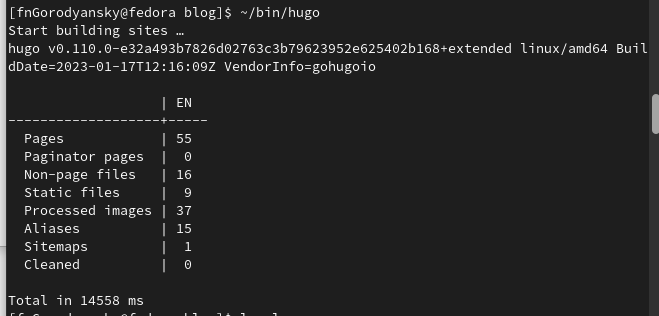 [fnGorodyansky@fedora blog]$ ~/bin/hugo
Start building sites …
hugo v0.110.0-e32a493b7826d02763c3b79623952e625402b168+extended linux/amd64 Buil
dDate=2023-01-17T12:16:09Z VendorInfo=gohugoio

                   | EN
-------------------+-----
  Pages            | 55
  Paginator pages  |  0
  Non-page files   | 16
  Static files     |  9
  Processed images | 37
  Aliases          | 15
  Sitemaps         |  1
  Cleaned          |  0

Total in 14558 ms